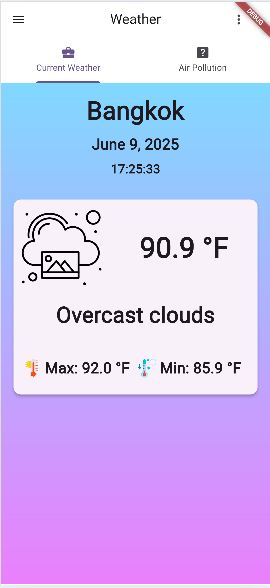 Weather
DEBUG
Current Weather
Air Pollution
Bangkok
June 9, 2025
17:25:33
90.9 °F
Overcast clouds
Max: 92.0 °F Min: 85.9 °F